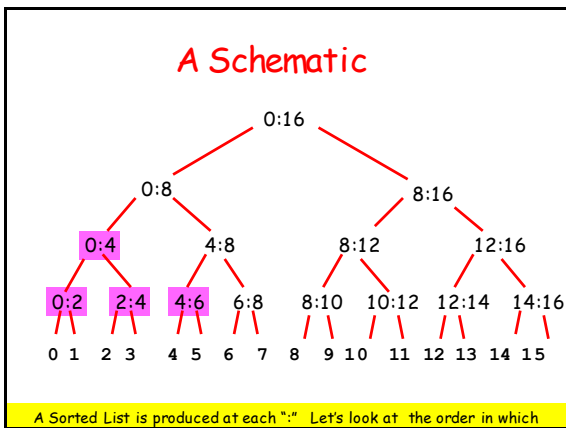 A Schematic
0:16
0:8 8:16
0:4 4:8 8:12 12:16
0:2 2:4 4:6 6:8 8:10 10:12 12:14 14:16
0 1 2 3 4 5 6 7 8 9 10 11 12 13 14 15
A Sorted List is produced at each “:” Let’s look at the order in which